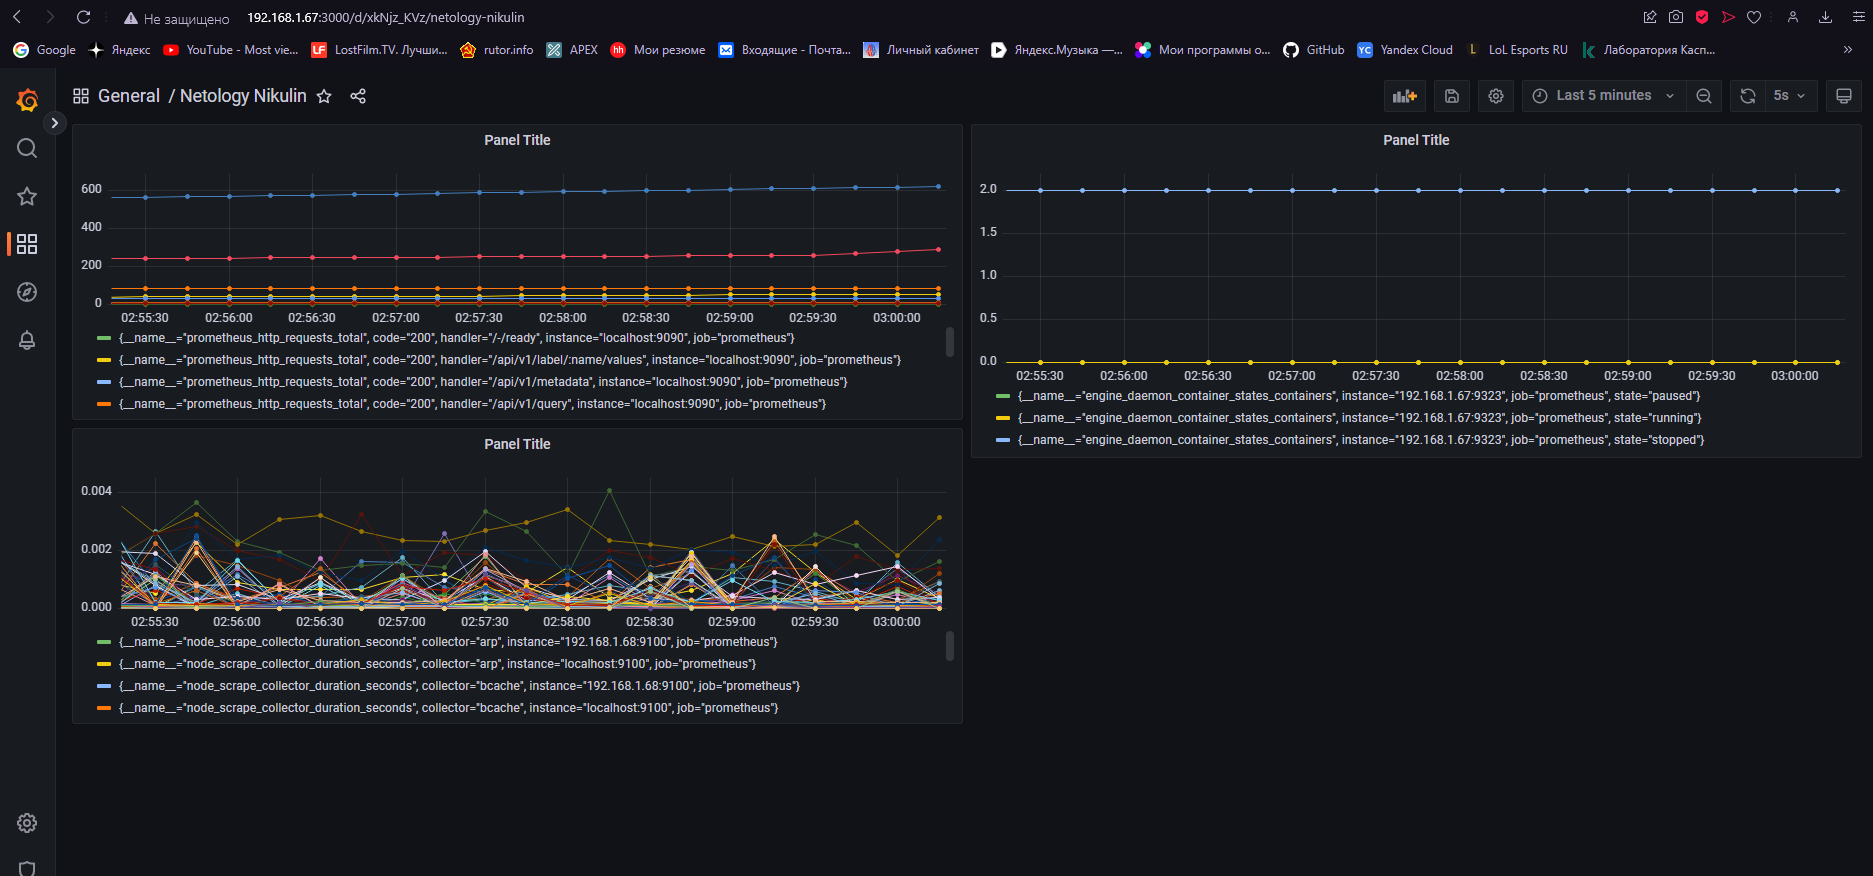 Не защищено 192.168.1.67:3000/d/xkNjz_KVz/netology-nikulin
Google Яндекс YouTube - Most vie... LostFilm.TV. Лучши... rutor.info APEX Мои резюме Входящие - Почта... Личный кабинет Яндекс.Музыка —... Мои программы о... GitHub Yandex Cloud LoL Esports RU Лаборатория Касп... »
General / Netology Nikulin Last 5 minutes 5s
Panel Title
600
400
200
0
02:55:30 02:56:00 02:56:30 02:57:00 02:57:30 02:58:00 02:58:30 02:59:00 02:59:30 03:00:00
{__name__="prometheus_http_requests_total", code="200", handler="/-/ready", instance="localhost:9090", job="prometheus"}
{__name__="prometheus_http_requests_total", code="200", handler="/api/v1/label/:name/values", instance="localhost:9090", job="prometheus"}
{__name__="prometheus_http_requests_total", code="200", handler="/api/v1/metadata", instance="localhost:9090", job="prometheus"}
{__name__="prometheus_http_requests_total", code="200", handler="/api/v1/query", instance="localhost:9090", job="prometheus"}
Panel Title
2.0
1.5
1.0
0.5
0.0
02:55:30 02:56:00 02:56:30 02:57:00 02:57:30 02:58:00 02:58:30 02:59:00 02:59:30 03:00:00
{__name__="engine_daemon_container_states_containers", instance="192.168.1.67:9323", job="prometheus", state="paused"}
{__name__="engine_daemon_container_states_containers", instance="192.168.1.67:9323", job="prometheus", state="running"}
{__name__="engine_daemon_container_states_containers", instance="192.168.1.67:9323", job="prometheus", state="stopped"}
Panel Title
0.004
0.002
0.000
02:55:30 02:56:00 02:56:30 02:57:00 02:57:30 02:58:00 02:58:30 02:59:00 02:59:30 03:00:00
{__name__="node_scrape_collector_duration_seconds", collector="arp", instance="192.168.1.68:9100", job="prometheus"}
{__name__="node_scrape_collector_duration_seconds", collector="arp", instance="localhost:9100", job="prometheus"}
{__name__="node_scrape_collector_duration_seconds", collector="bcache", instance="192.168.1.68:9100", job="prometheus"}
{__name__="node_scrape_collector_duration_seconds", collector="bcache", instance="localhost:9100", job="prometheus"}